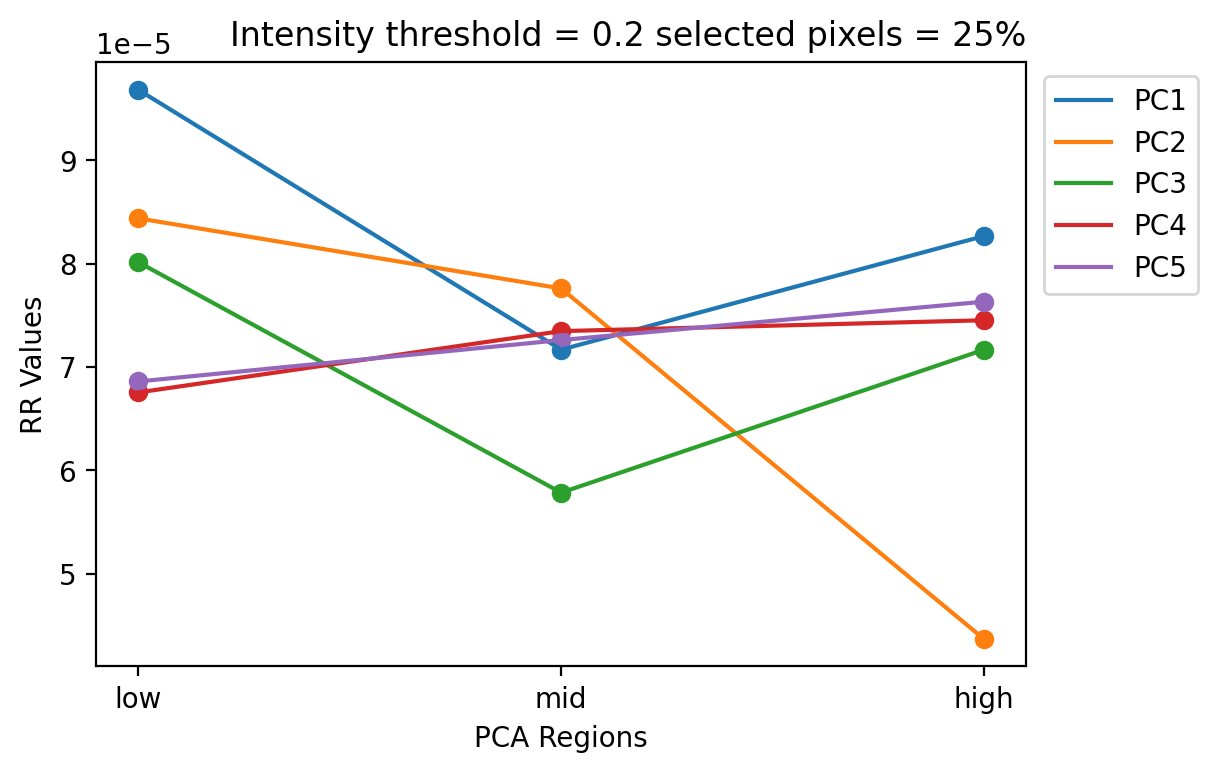 Intensity threshold = 0.2 selected pixels = 25%
1e−5
9
8
7
6
5
RR Values
low
mid
high
PCA Regions
PC1
PC2
PC3
PC4
PC5